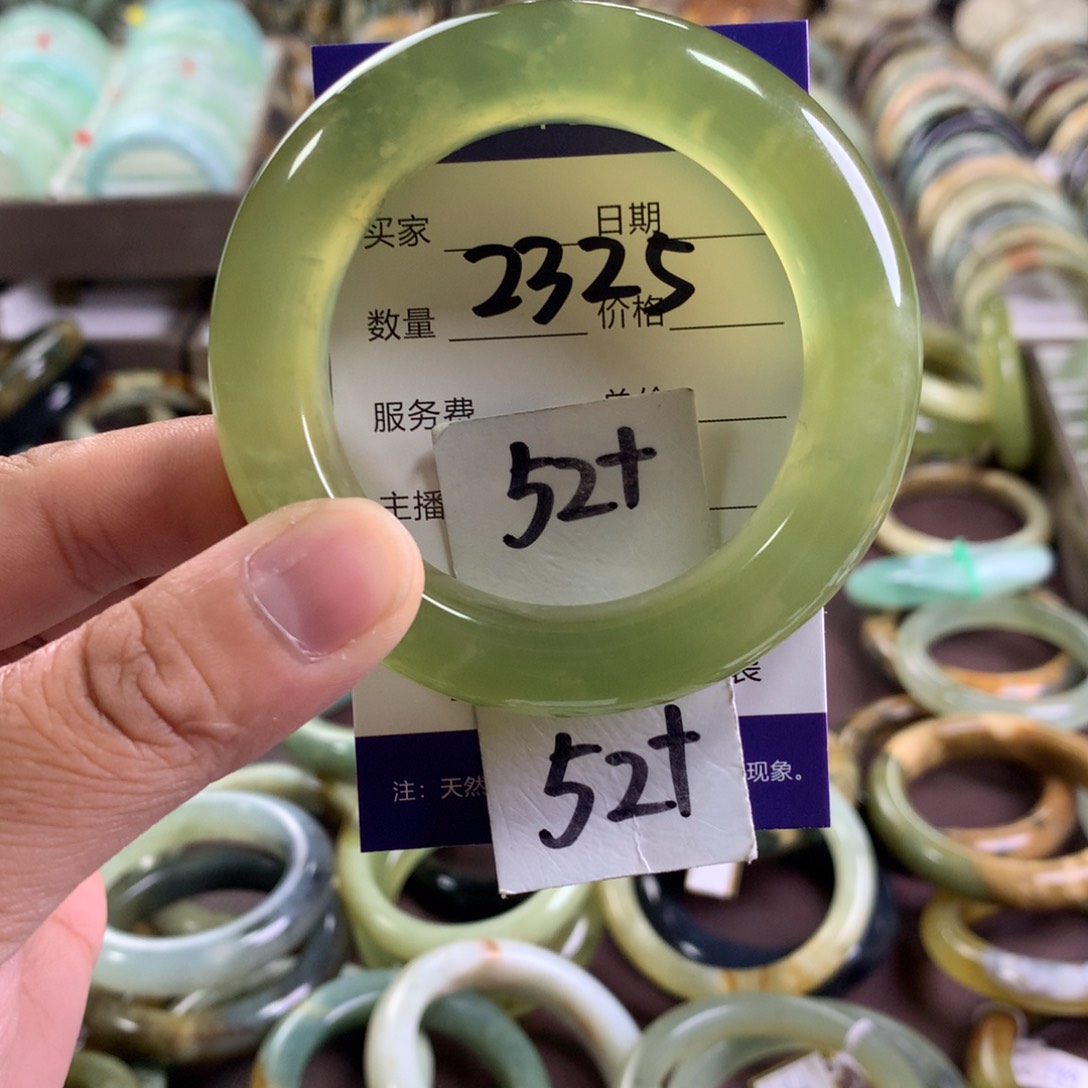 买家 日期
2325
数量 价格
服务费
52+
主播
52+
注：天然 现象。